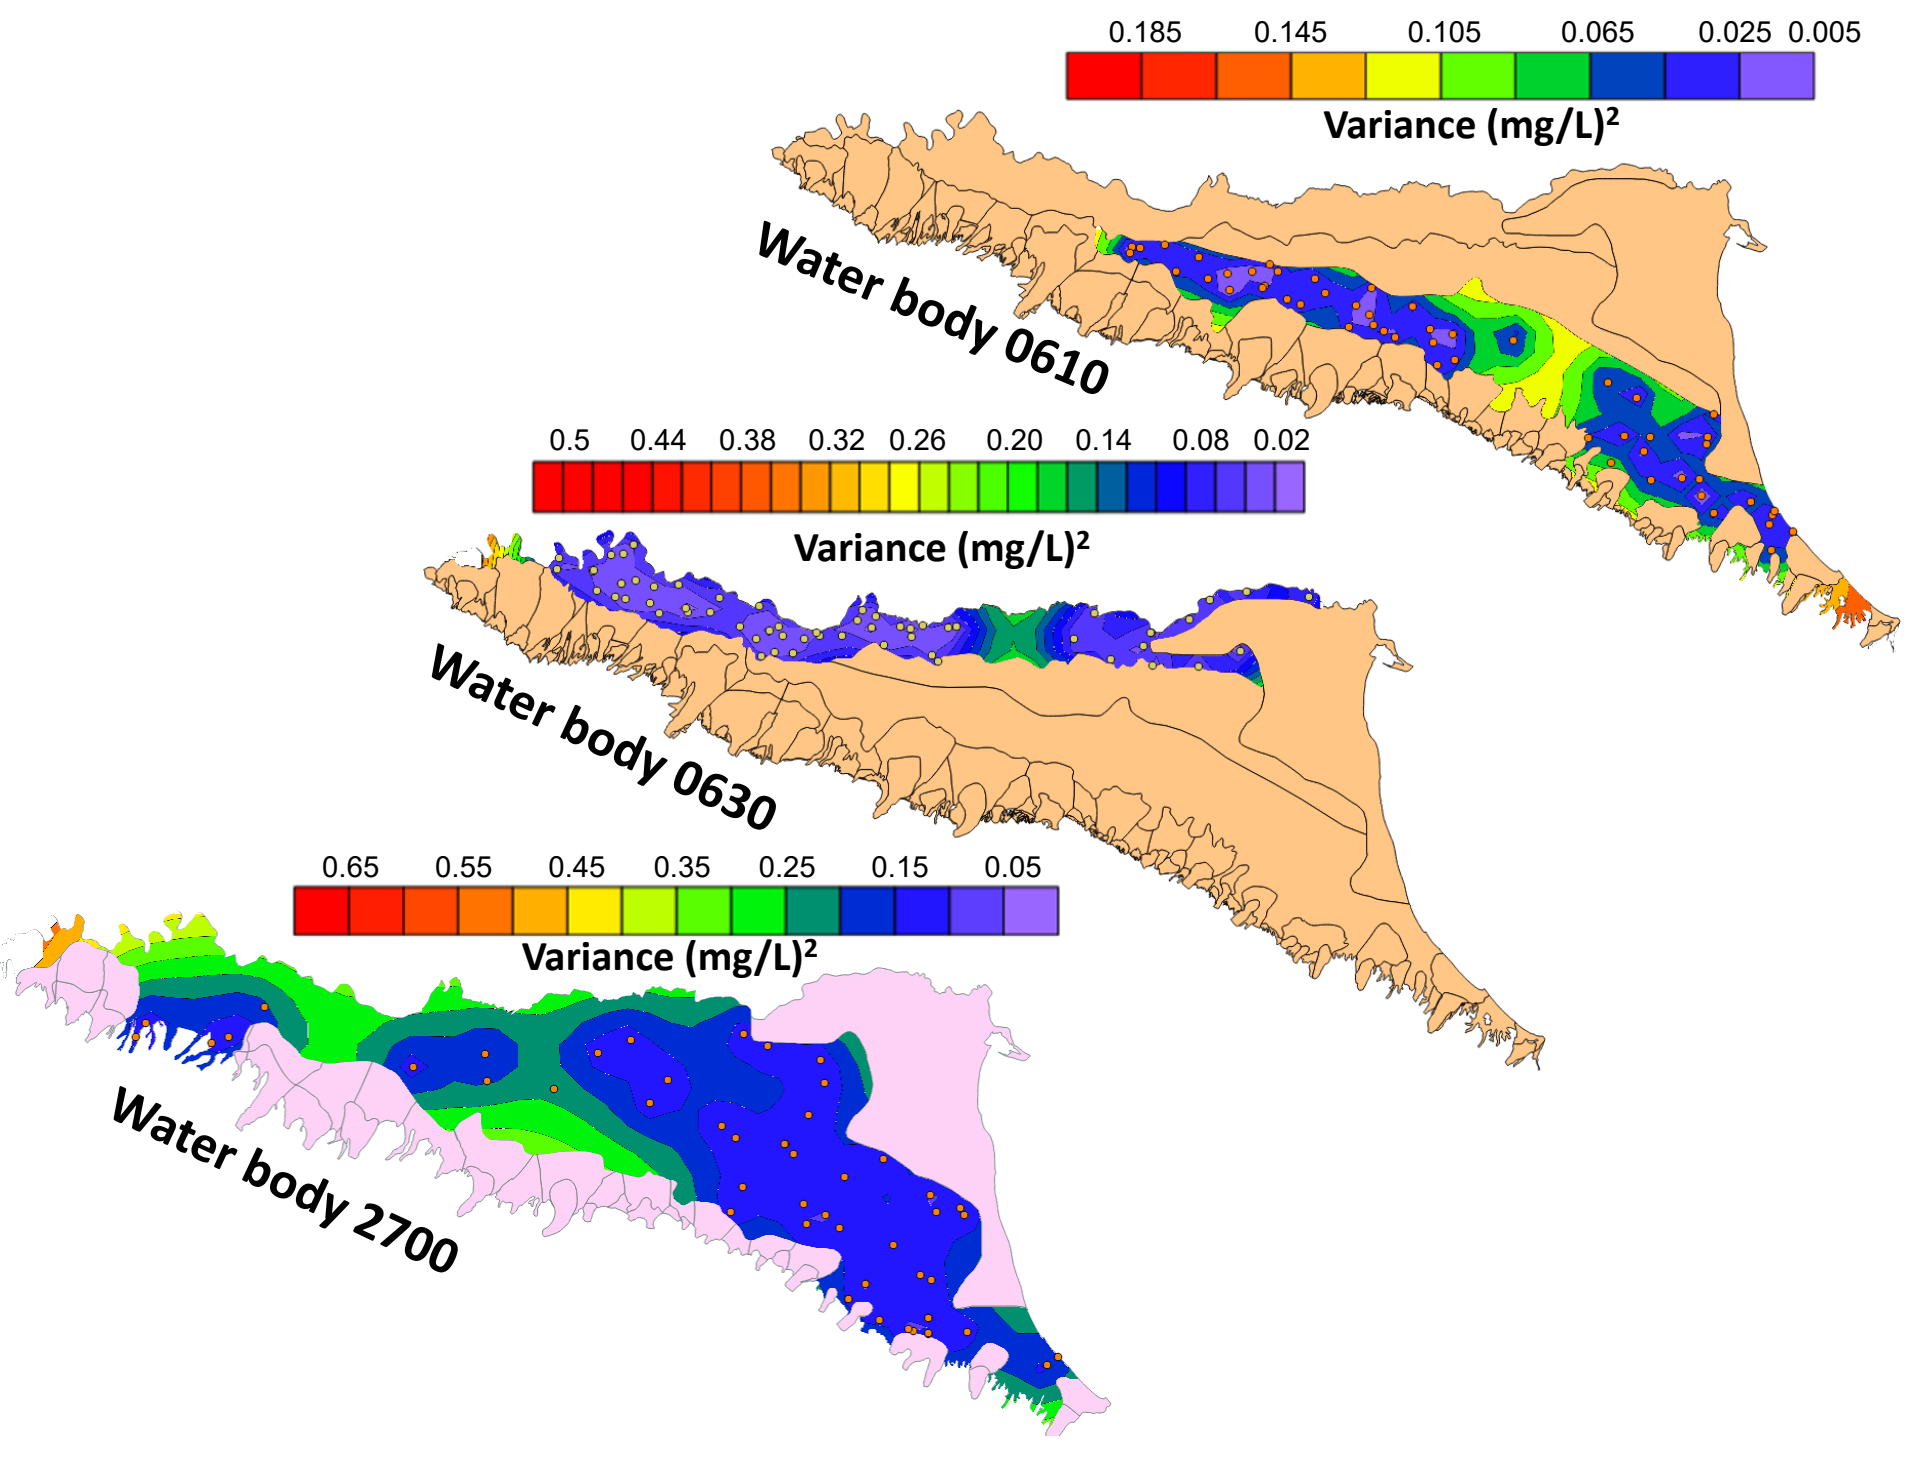 0.185 0.145 0.105 0.065 0.025 0.005
Variance (mg/L)²
Water body 0610
0.5 0.44 0.38 0.32 0.26 0.20 0.14 0.08 0.02
Variance (mg/L)²
Water body 0630
0.65 0.55 0.45 0.35 0.25 0.15 0.05
Variance (mg/L)²
Water body 2700